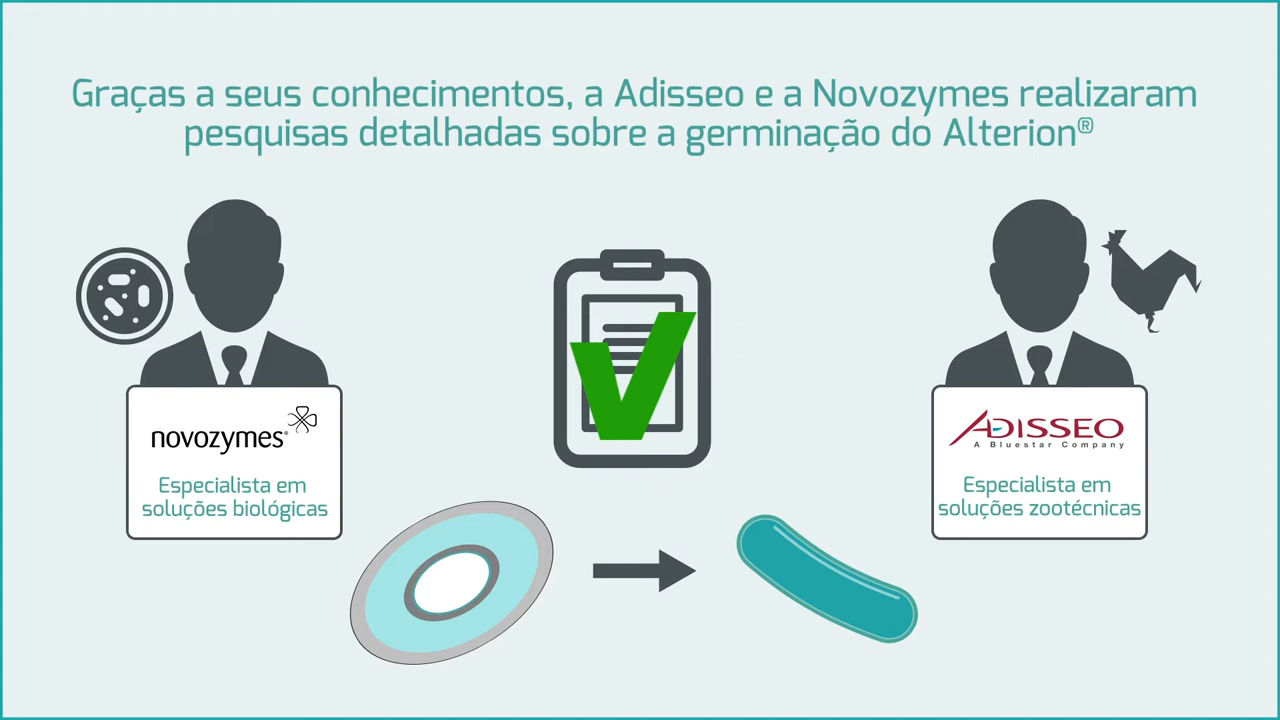 Graças a seus conhecimentos, a Adisseo e a Novozymes realizaram
pesquisas detalhadas sobre a germinação do Alterion®
novozymes®
Especialista em
soluções biológicas
ADISSEO
A Bluestar Company
Especialista em
soluções zootécnicas